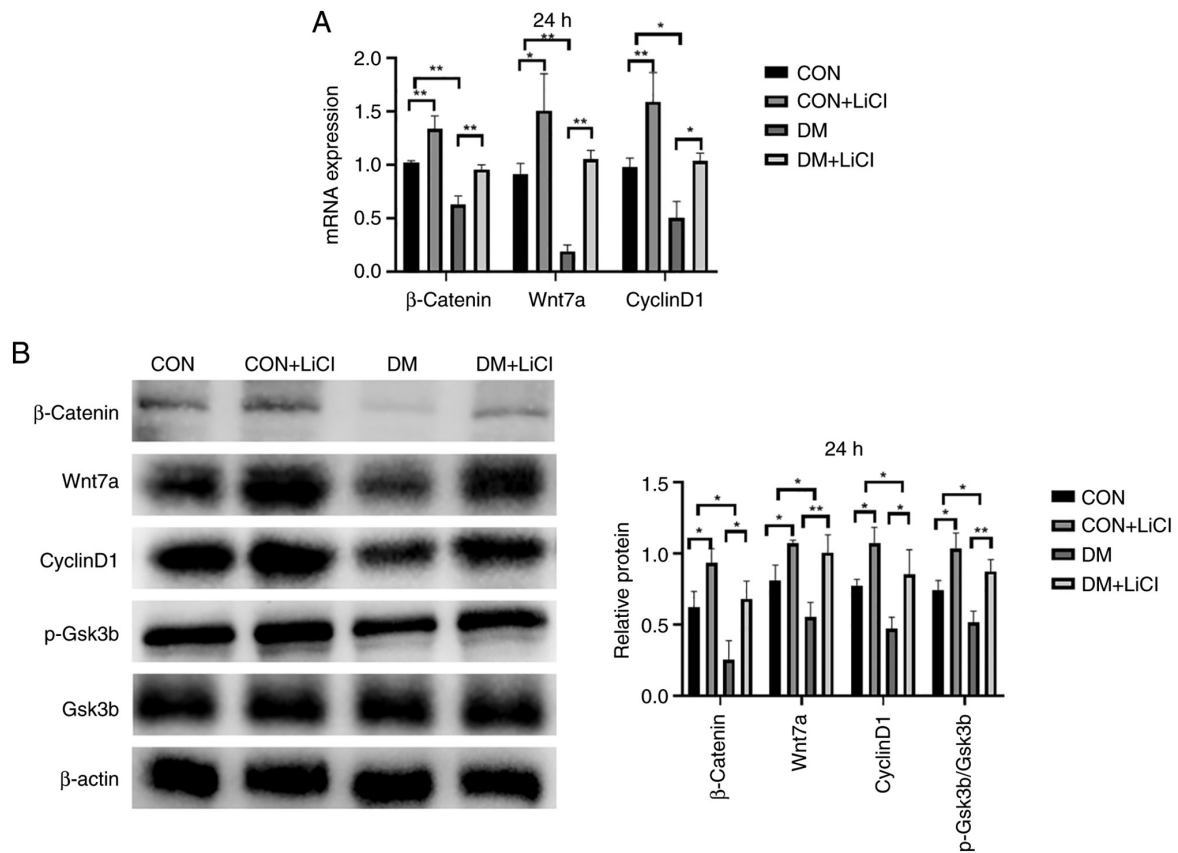 A
24 h
**
*
**
*
**
**
**
**
**
*
2.0
1.5
1.0
0.5
0.0
mRNA expression
β-Catenin Wnt7a CyclinD1
CON
CON+LiCl
DM
DM+LiCl
B
CON CON+LiCl DM DM+LiCl
β-Catenin
Wnt7a
CyclinD1
p-Gsk3b
Gsk3b
β-actin
24 h
1.5
1.0
0.5
0.0
Relative protein
* * * *
* * * ** * * * **
β-Catenin
Wnt7a
CyclinD1
p-Gsk3b/Gsk3b
CON
CON+LiCl
DM
DM+LiCl